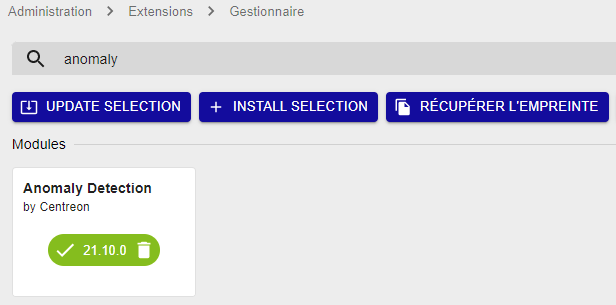 Administration > Extensions > Gestionnaire
anomaly
UPDATE SELECTION INSTALL SELECTION RÉCUPÉRER L'EMPREINTE
Modules
Anomaly Detection
by Centreon
21.10.0